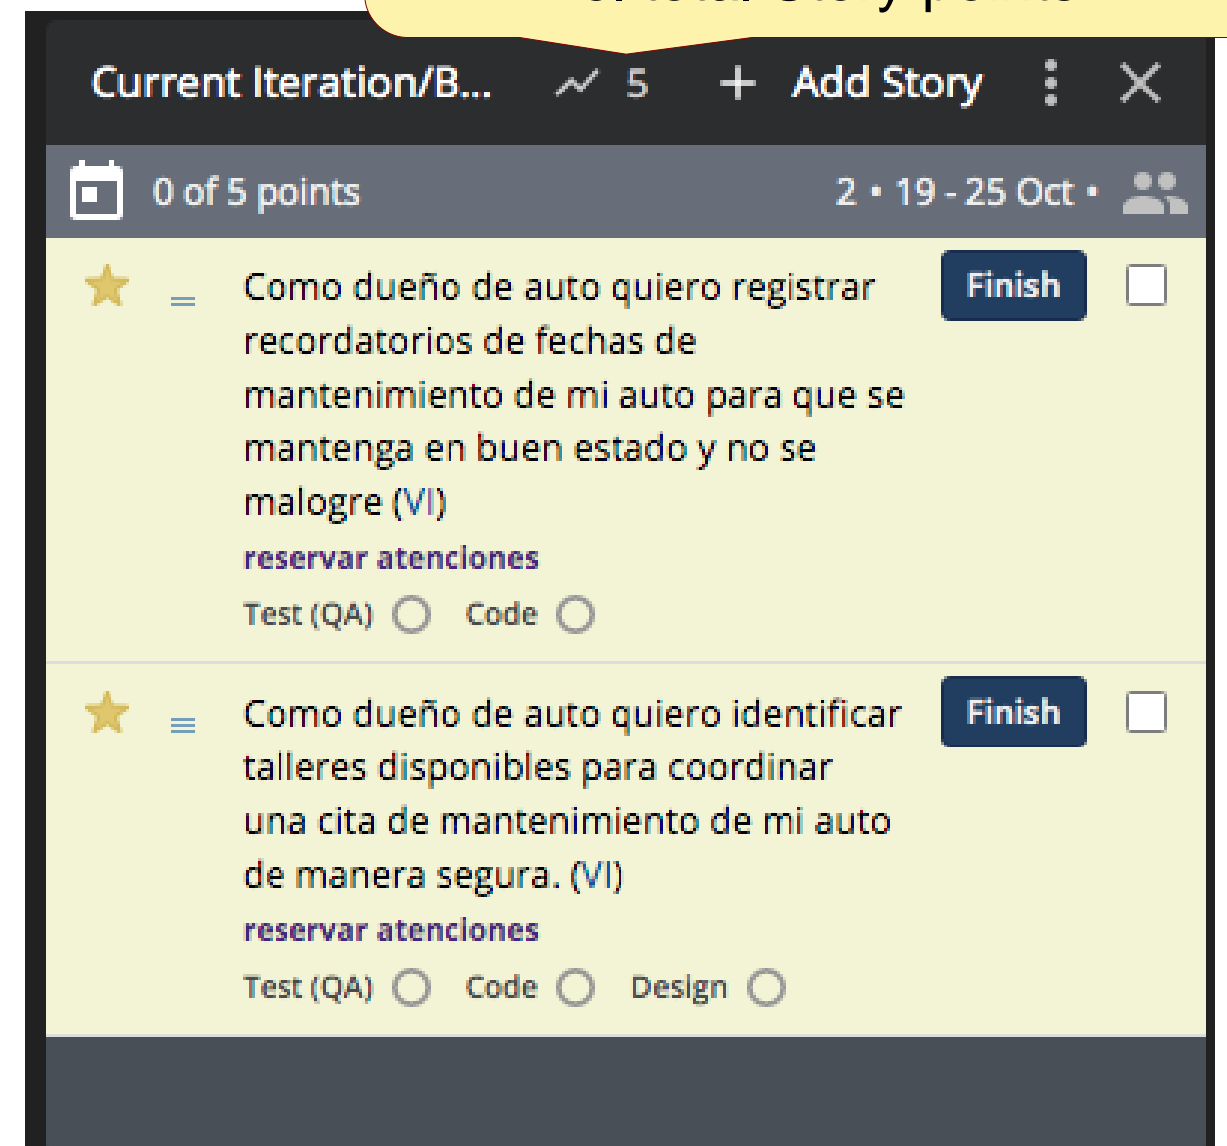 Current Iteration/B... 5 + Add Story
0 of 5 points 2 • 19 - 25 Oct •
Como dueño de auto quiero registrar Finish
recordatorios de fechas de
mantenimiento de mi auto para que se
mantenga en buen estado y no se
malogre (VI)
reservar atenciones
Test (QA) Code
Como dueño de auto quiero identificar Finish
talleres disponibles para coordinar
una cita de mantenimiento de mi auto
de manera segura. (VI)
reservar atenciones
Test (QA) Code Design